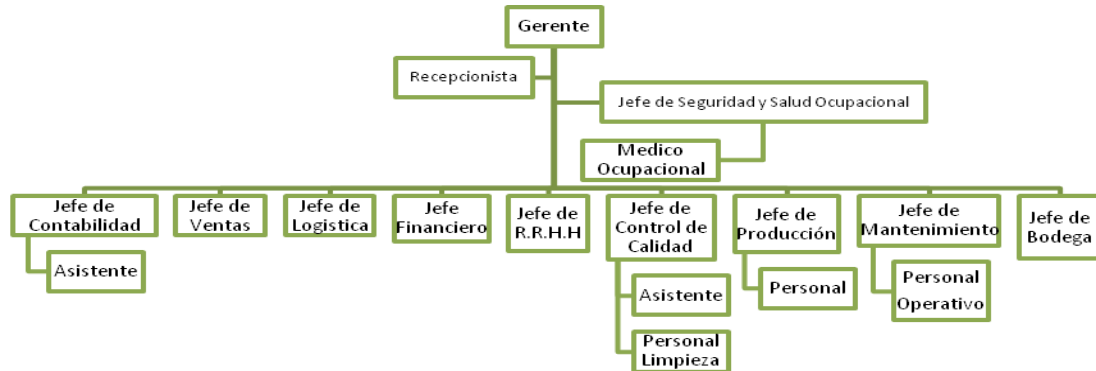 Gerente
Recepcionista
Jefe de Seguridad y Salud Ocupacional
Medico
Ocupacional
Jefe de
Contabilidad
Jefe de
Ventas
Jefe de
Logistica
Jefe
Financiero
Jefe de
R.R.H.H
Jefe de
Control de
Calidad
Jefe de
Producción
Jefe de
Mantenimiento
Jefe de
Bodega
Asistente
Asistente
Personal
Personal
Operativo
Personal
Limpieza